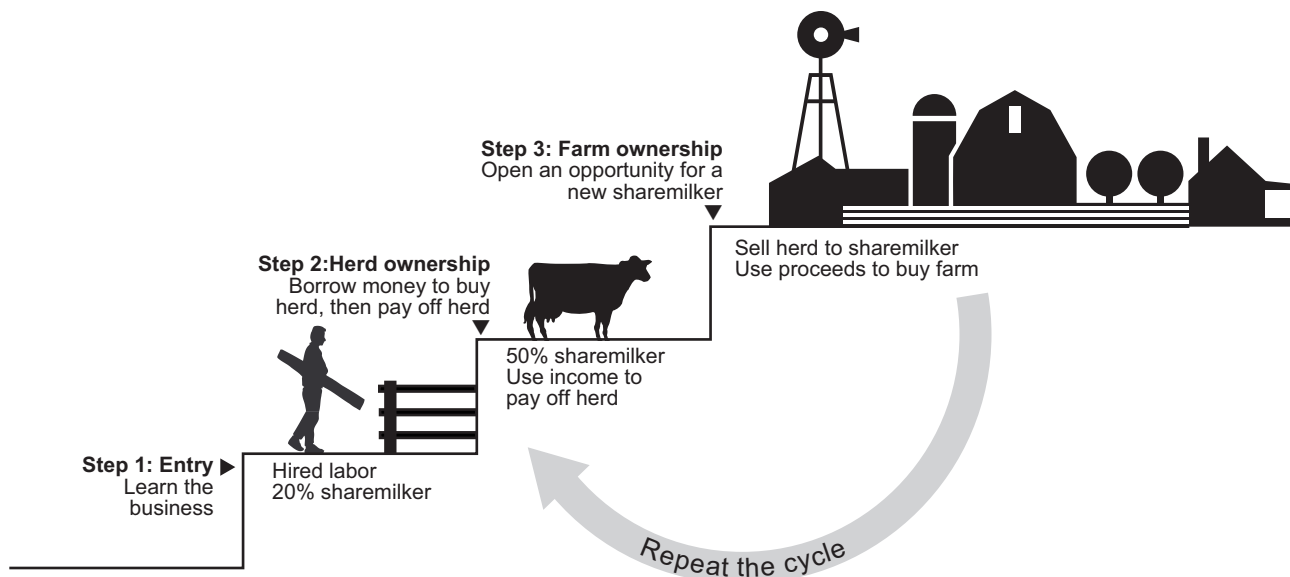 Step 1: Entry
Learn the
business
Hired labor
20% sharemilker
Step 2:Herd ownership
Borrow money to buy
herd, then pay off herd
50% sharemilker
Use income to
pay off herd
Step 3: Farm ownership
Open an opportunity for a
new sharemilker
Sell herd to sharemilker
Use proceeds to buy farm
Repeat the cycle